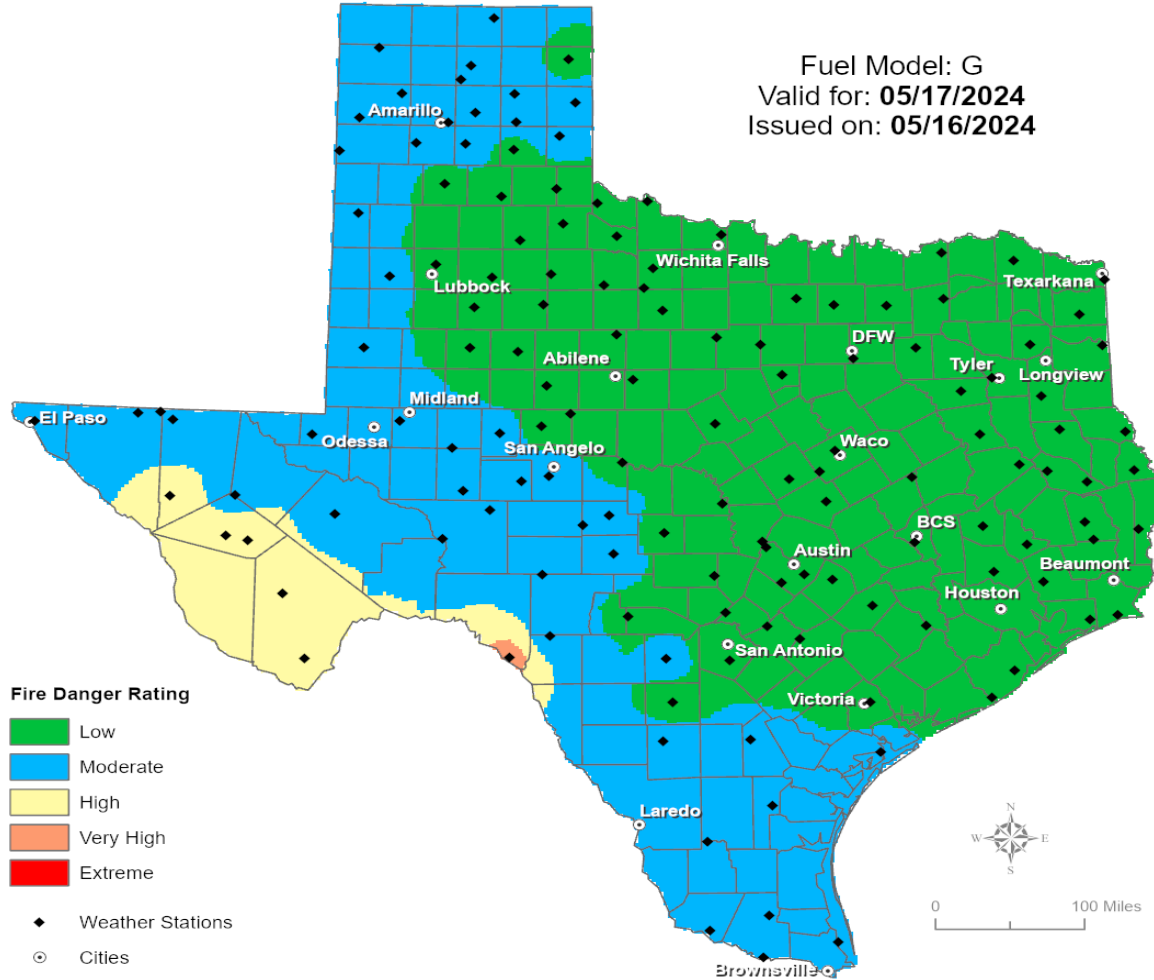 Fuel Model: G
Valid for: 05/17/2024
Issued on: 05/16/2024
Amarillo
Wichita Falls
Lubbock
Texarkana
DFW
Abilene
Tyler
Longview
Midland
El Paso
Odessa
San Angelo
Waco
BCS
Austin
Beaumont
Houston
San Antonio
Victoria
Laredo
Brownsville
Fire Danger Rating
Low
Moderate
High
Very High
Extreme
Weather Stations
Cities
N
W E
S
0 100 Miles